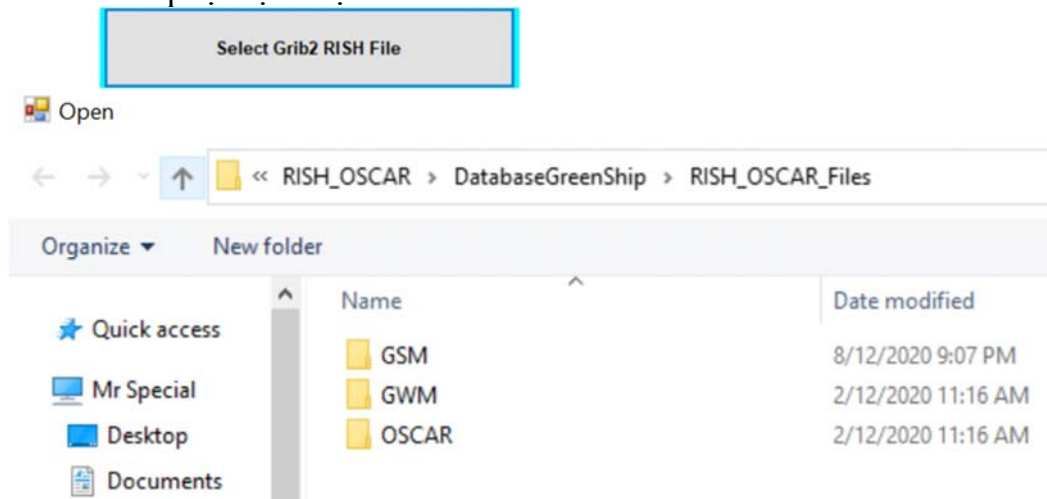 Select Grib2 RISH File
Open
« RISH_OSCAR > DatabaseGreenShip > RISH_OSCAR_Files
Organize New folder
Name Date modified
Quick access
GSM 8/12/2020 9:07 PM
Mr Special
GWM 2/12/2020 11:16 AM
Desktop
OSCAR 2/12/2020 11:16 AM
Documents